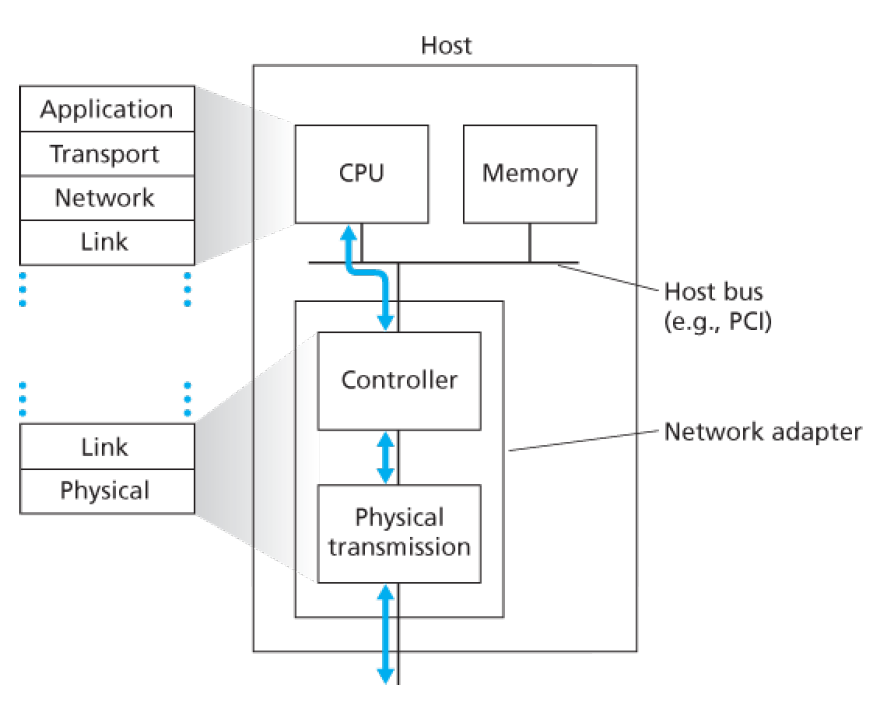 Host
Application
Transport
Network
Link
CPU
Memory
Host bus
(e.g., PCI)
Controller
Network adapter
Link
Physical
Physical
transmission